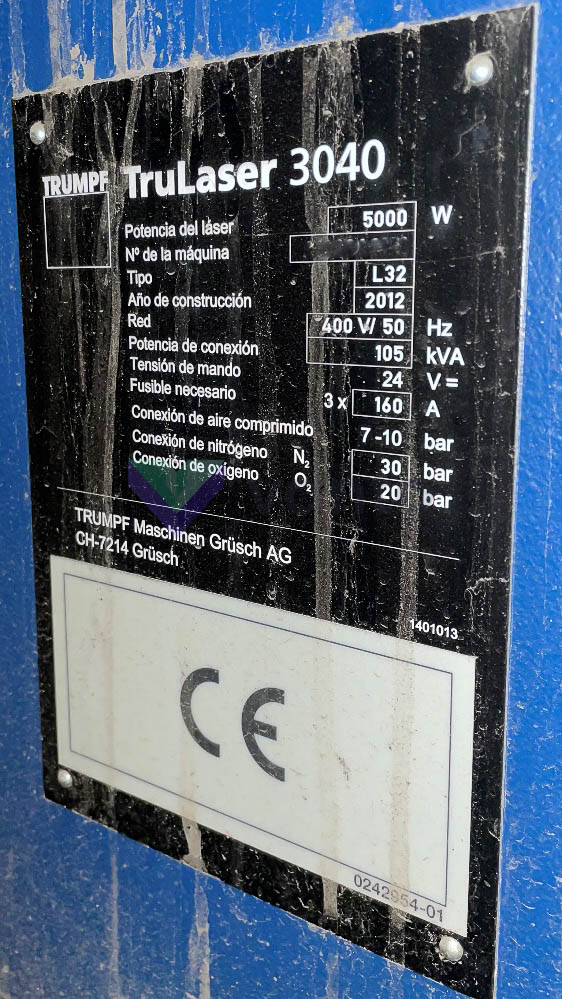 TRUMPF TruLaser 3040
Potencia del láser 5000 W
Nº de la máquina
Tipo L32
Año de construcción 2012
Red 400 V/ 50 Hz
Potencia de conexión 105 kVA
Tensión de mando 24 V=
Fusible necesario 3 x 160 A
Conexión de aire comprimido 7-10 bar
Conexión de nitrógeno N₂ 30 bar
Conexión de oxígeno O₂ 20 bar
TRUMPF Maschinen Grüsch AG
CH-7214 Grüsch
1401013
CE
0242954-01